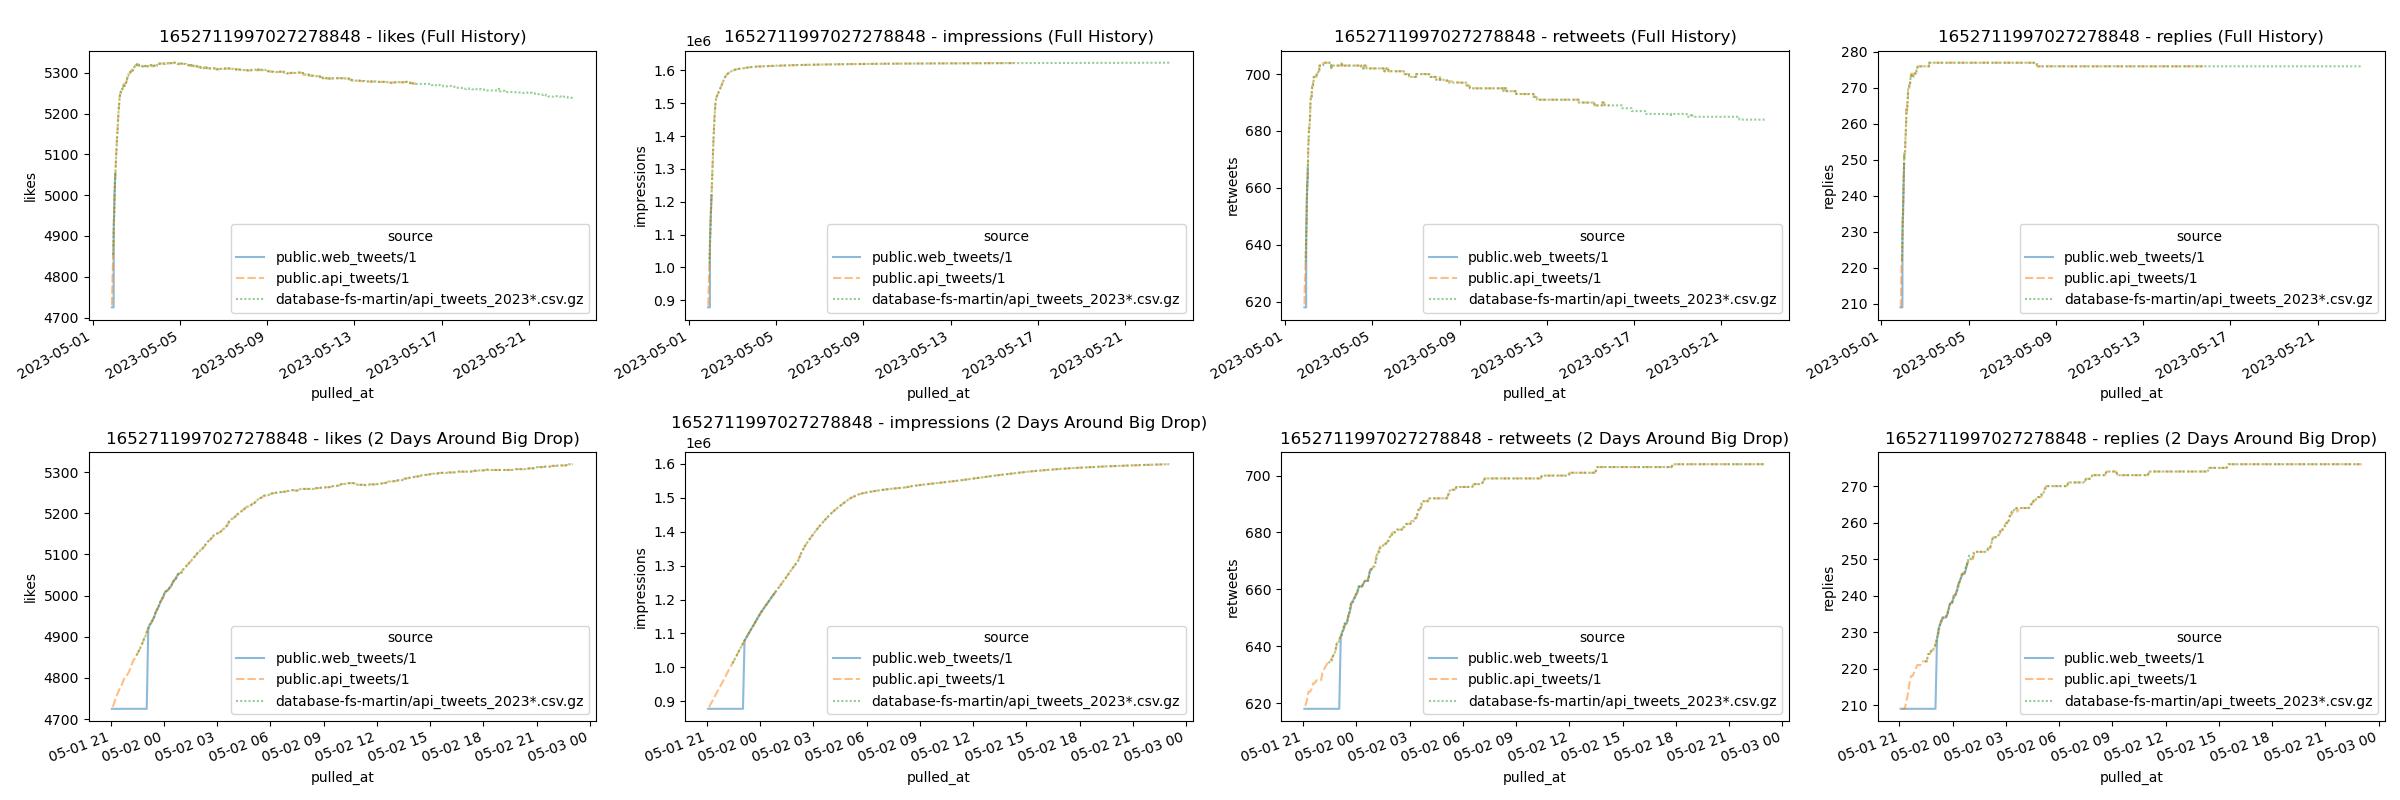 1652711997027278848 - likes (Full History)
5300
5200
5100
5000
4900
4800
4700
likes
source
public.web_tweets/1
public.api_tweets/1
database-fs-martin/api_tweets_2023*.csv.gz
2023-05-01
2023-05-05
2023-05-09
2023-05-13
2023-05-17
2023-05-21
pulled_at
1652711997027278848 - impressions (Full History)
1e6
1.6
1.5
1.4
1.3
1.2
1.1
1.0
0.9
impressions
source
public.web_tweets/1
public.api_tweets/1
database-fs-martin/api_tweets_2023*.csv.gz
2023-05-01
2023-05-05
2023-05-09
2023-05-13
2023-05-17
2023-05-21
pulled_at
1652711997027278848 - retweets (Full History)
700
680
660
640
620
retweets
source
public.web_tweets/1
public.api_tweets/1
database-fs-martin/api_tweets_2023*.csv.gz
2023-05-01
2023-05-05
2023-05-09
2023-05-13
2023-05-17
2023-05-21
pulled_at
1652711997027278848 - replies (Full History)
280
270
260
250
240
230
220
210
replies
source
public.web_tweets/1
public.api_tweets/1
database-fs-martin/api_tweets_2023*.csv.gz
2023-05-01
2023-05-05
2023-05-09
2023-05-13
2023-05-17
2023-05-21
pulled_at
1652711997027278848 - likes (2 Days Around Big Drop)
5300
5200
5100
5000
4900
4800
4700
likes
source
public.web_tweets/1
public.api_tweets/1
database-fs-martin/api_tweets_2023*.csv.gz
05-01 21
05-02 00
05-02 03
05-02 06
05-02 09
05-02 12
05-02 15
05-02 18
05-02 21
05-03 00
pulled_at
1652711997027278848 - impressions (2 Days Around Big Drop)
1e6
1.6
1.5
1.4
1.3
1.2
1.1
1.0
0.9
impressions
source
public.web_tweets/1
public.api_tweets/1
database-fs-martin/api_tweets_2023*.csv.gz
05-01 21
05-02 00
05-02 03
05-02 06
05-02 09
05-02 12
05-02 15
05-02 18
05-02 21
05-03 00
pulled_at
1652711997027278848 - retweets (2 Days Around Big Drop)
700
680
660
640
620
retweets
source
public.web_tweets/1
public.api_tweets/1
database-fs-martin/api_tweets_2023*.csv.gz
05-01 21
05-02 00
05-02 03
05-02 06
05-02 09
05-02 12
05-02 15
05-02 18
05-02 21
05-03 00
pulled_at
1652711997027278848 - replies (2 Days Around Big Drop)
270
260
250
240
230
220
210
replies
source
public.web_tweets/1
public.api_tweets/1
database-fs-martin/api_tweets_2023*.csv.gz
05-01 21
05-02 00
05-02 03
05-02 06
05-02 09
05-02 12
05-02 15
05-02 18
05-02 21
05-03 00
pulled_at